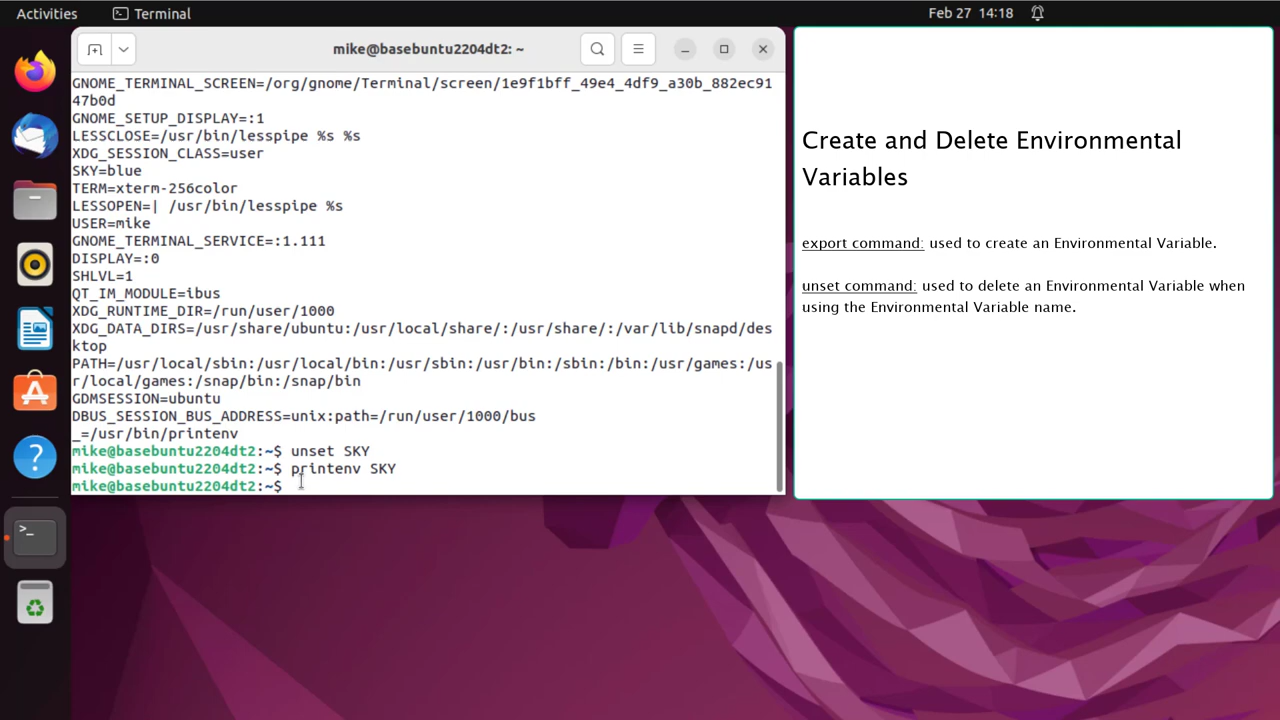 Activities
Terminal
Feb 27 14:18
mike@basebuntu2204dt2: ~
GNOME_TERMINAL_SCREEN=/org/gnome/Terminal/screen/1e9f1bff_49e4_4df9_a30b_882ec91
47b0d
GNOME_SETUP_DISPLAY=:1
LESSCLOSE=/usr/bin/lesspipe %s %s
XDG_SESSION_CLASS=user
SKY=blue
TERM=xterm-256color
LESSOPEN=| /usr/bin/lesspipe %s
USER=mike
GNOME_TERMINAL_SERVICE=:1.111
DISPLAY=:0
SHLVL=1
QT_IM_MODULE=ibus
XDG_RUNTIME_DIR=/run/user/1000
XDG_DATA_DIRS=/usr/share/ubuntu:/usr/local/share/:/usr/share/:/var/lib/snapd/des
ktop
PATH=/usr/local/sbin:/usr/local/bin:/usr/sbin:/usr/bin:/sbin:/bin:/usr/games:/us
r/local/games:/snap/bin:/snap/bin
GDMSESSION=ubuntu
DBUS_SESSION_BUS_ADDRESS=unix:path=/run/user/1000/bus
_=/usr/bin/printenv
mike@basebuntu2204dt2:~$ unset SKY
mike@basebuntu2204dt2:~$ printenv SKY
mike@basebuntu2204dt2:~$
Create and Delete Environmental
Variables
export command: used to create an Environmental Variable.
unset command: used to delete an Environmental Variable when
using the Environmental Variable name.